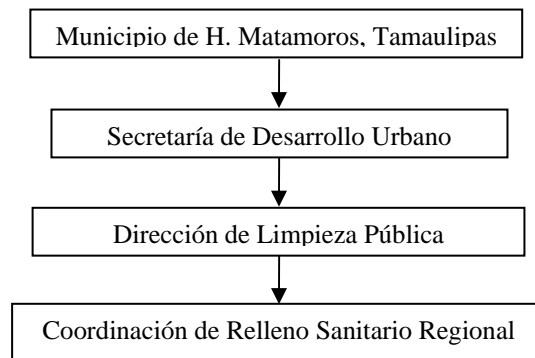 Municipio de H. Matamoros, Tamaulipas
Secretaría de Desarrollo Urbano
Dirección de Limpieza Pública
Coordinación de Relleno Sanitario Regional